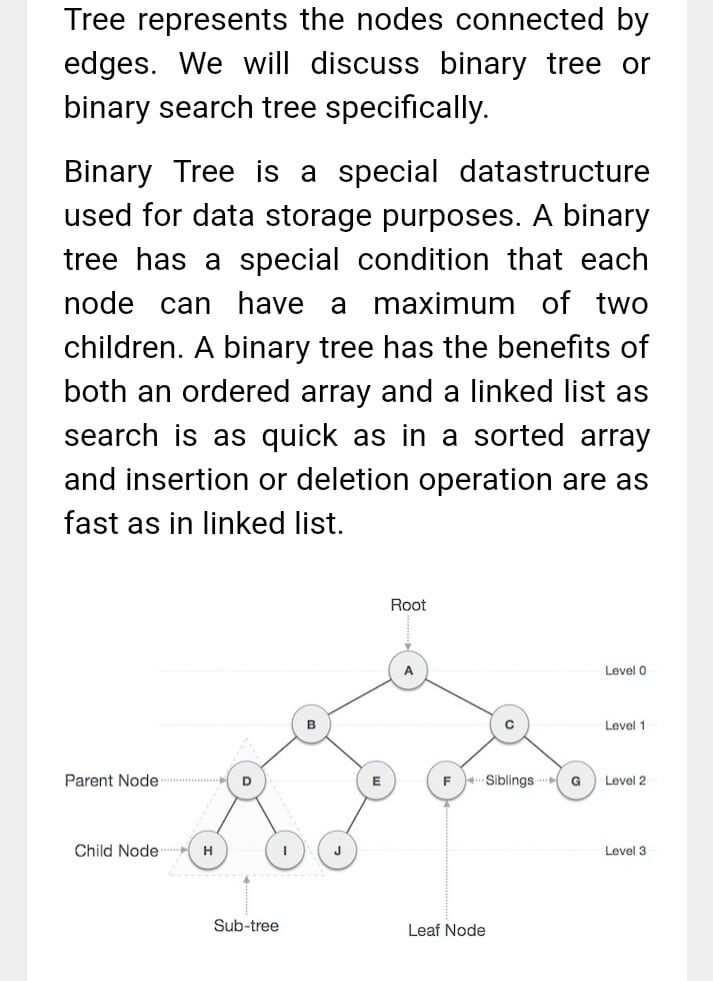 Tree represents the nodes connected by
edges. We will discuss binary tree or
binary search tree specifically.
Binary Tree is a special datastructure
used for data storage purposes. A binary
tree has a special condition that each
node can have a maximum of two
children. A binary tree has the benefits of
both an ordered array and a linked list as
search is as quick as in a sorted array
and insertion or deletion operation are as
fast as in linked list.
Root
A Level 0
B C Level 1
Parent Node D E F Siblings G Level 2
Child Node H I J Level 3
Sub-tree
Leaf Node